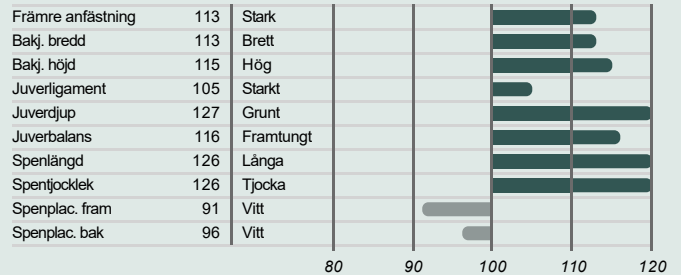 Främre anfästning 113 Stark
Bakj. bredd 113 Brett
Bakj. höjd 115 Hög
Juverligament 105 Starkt
Juverdjup 127 Grunt
Juverbalans 116 Framtungt
Spenlängd 126 Långa
Spentjocklek 126 Tjocka
Spenplac. fram 91 Vitt
Spenplac. bak 96 Vitt
80 90 100 110 120